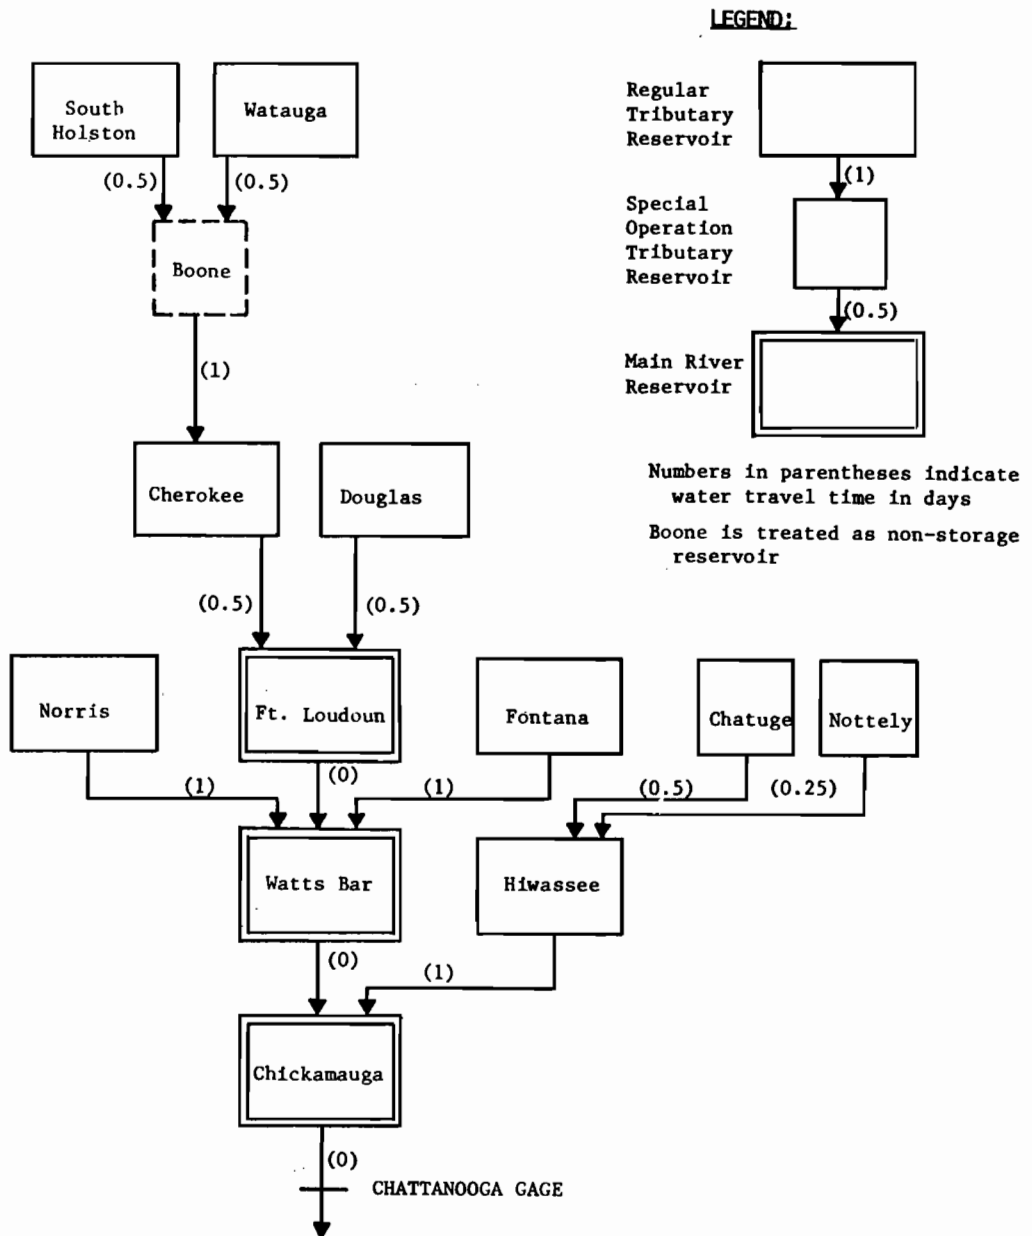 LEGEND:
South
Holston
Watauga
Regular
Tributary
Reservoir
(0.5)
(0.5)
(1)
Boone
Special
Operation
Tributary
Reservoir
(0.5)
(1)
Main River
Reservoir
Cherokee
Douglas
Numbers in parentheses indicate
water travel time in days
Boone is treated as non-storage
reservoir
(0.5)
(0.5)
Norris
Ft. Loudoun
Fontana
Chatuge
Nottely
(1)
(0)
(1)
(0.5)
(0.25)
Watts Bar
Hiwassee
(0)
(1)
Chickamauga
(0)
CHATTANOOGA GAGE